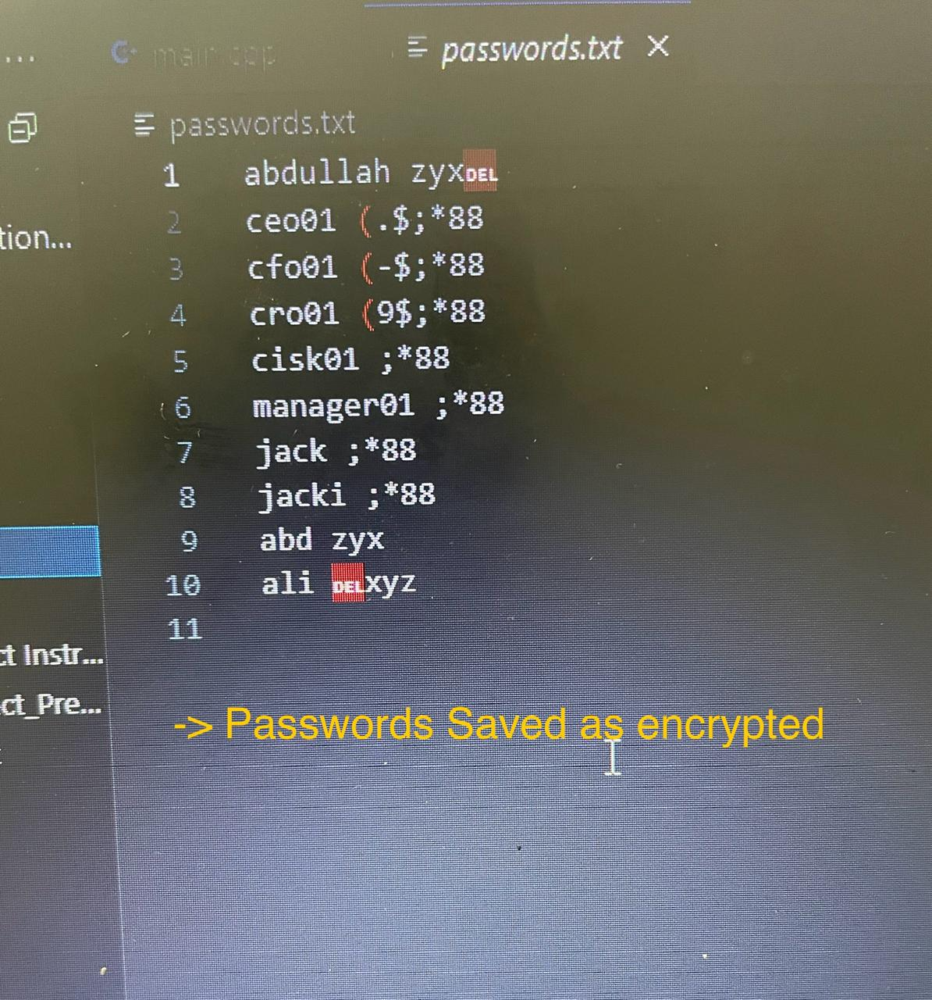 ... main.cpp passwords.txt X
passwords.txt
1 abdullah zyxDEL
2 ceo01 (.$;*88
tion...
3 cfo01 (-$;*88
4 cro01 (9$;*88
5 cisk01 ;*88
6 manager01 ;*88
7 jack ;*88
8 jacki ;*88
9 abd zyx
10 ali DELxyz
11
ct Instr...
ct_Pre...
-> Passwords Saved as encrypted